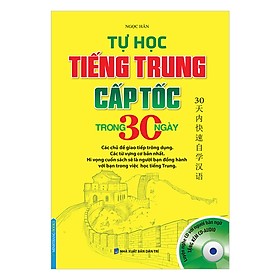 NGỌC HÂN
TỰ HỌC
TIẾNG TRUNG
CẤP TỐC
TRONG 30 NGÀY
30天内快速自学汉语
Các chủ đề giao tiếp thông dụng.
Các từ vựng cơ bản nhất.
Hi vọng cuốn sách sẽ là người bạn đồng hành
với bạn trong việc học tiếng Trung.
NHÀ XUẤT BẢN DÂN TRÍ